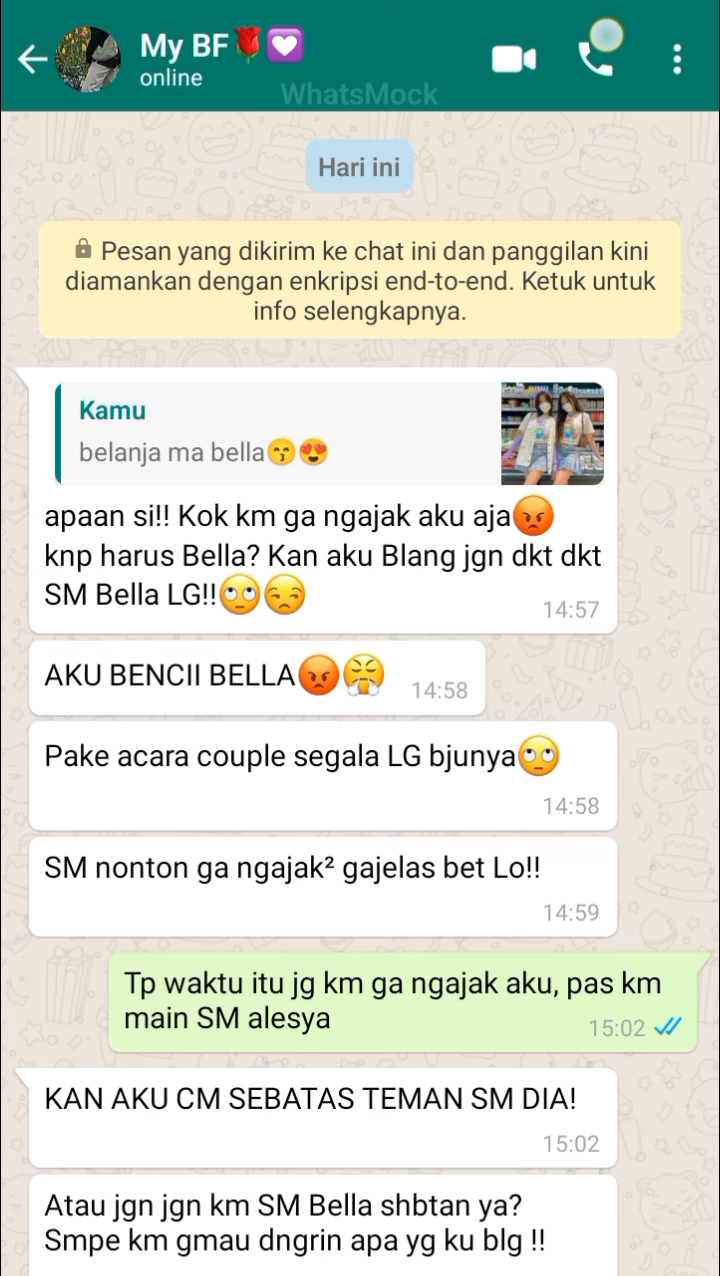 My BF🌹💟
online
WhatsMock
Hari ini
🔒 Pesan yang dikirim ke chat ini dan panggilan kini
diamankan dengan enkripsi end-to-end. Ketuk untuk
info selengkapnya.
Kamu
belanja ma bella😙😍
apaan si!! Kok km ga ngajak aku aja😡
knp harus Bella? Kan aku Blang jgn dkt dkt
SM Bella LG!!🙄😒
14:57
AKU BENCII BELLA😡😤
14:58
Pake acara couple segala LG bjunya🙄
14:58
SM nonton ga ngajak² gajelas bet Lo!!
14:59
Tp waktu itu jg km ga ngajak aku, pas km
main SM alesya
15:02
KAN AKU CM SEBATAS TEMAN SM DIA!
15:02
Atau jgn jgn km SM Bella shbtan ya?
Smpe km gmau dngrin apa yg ku blg !!